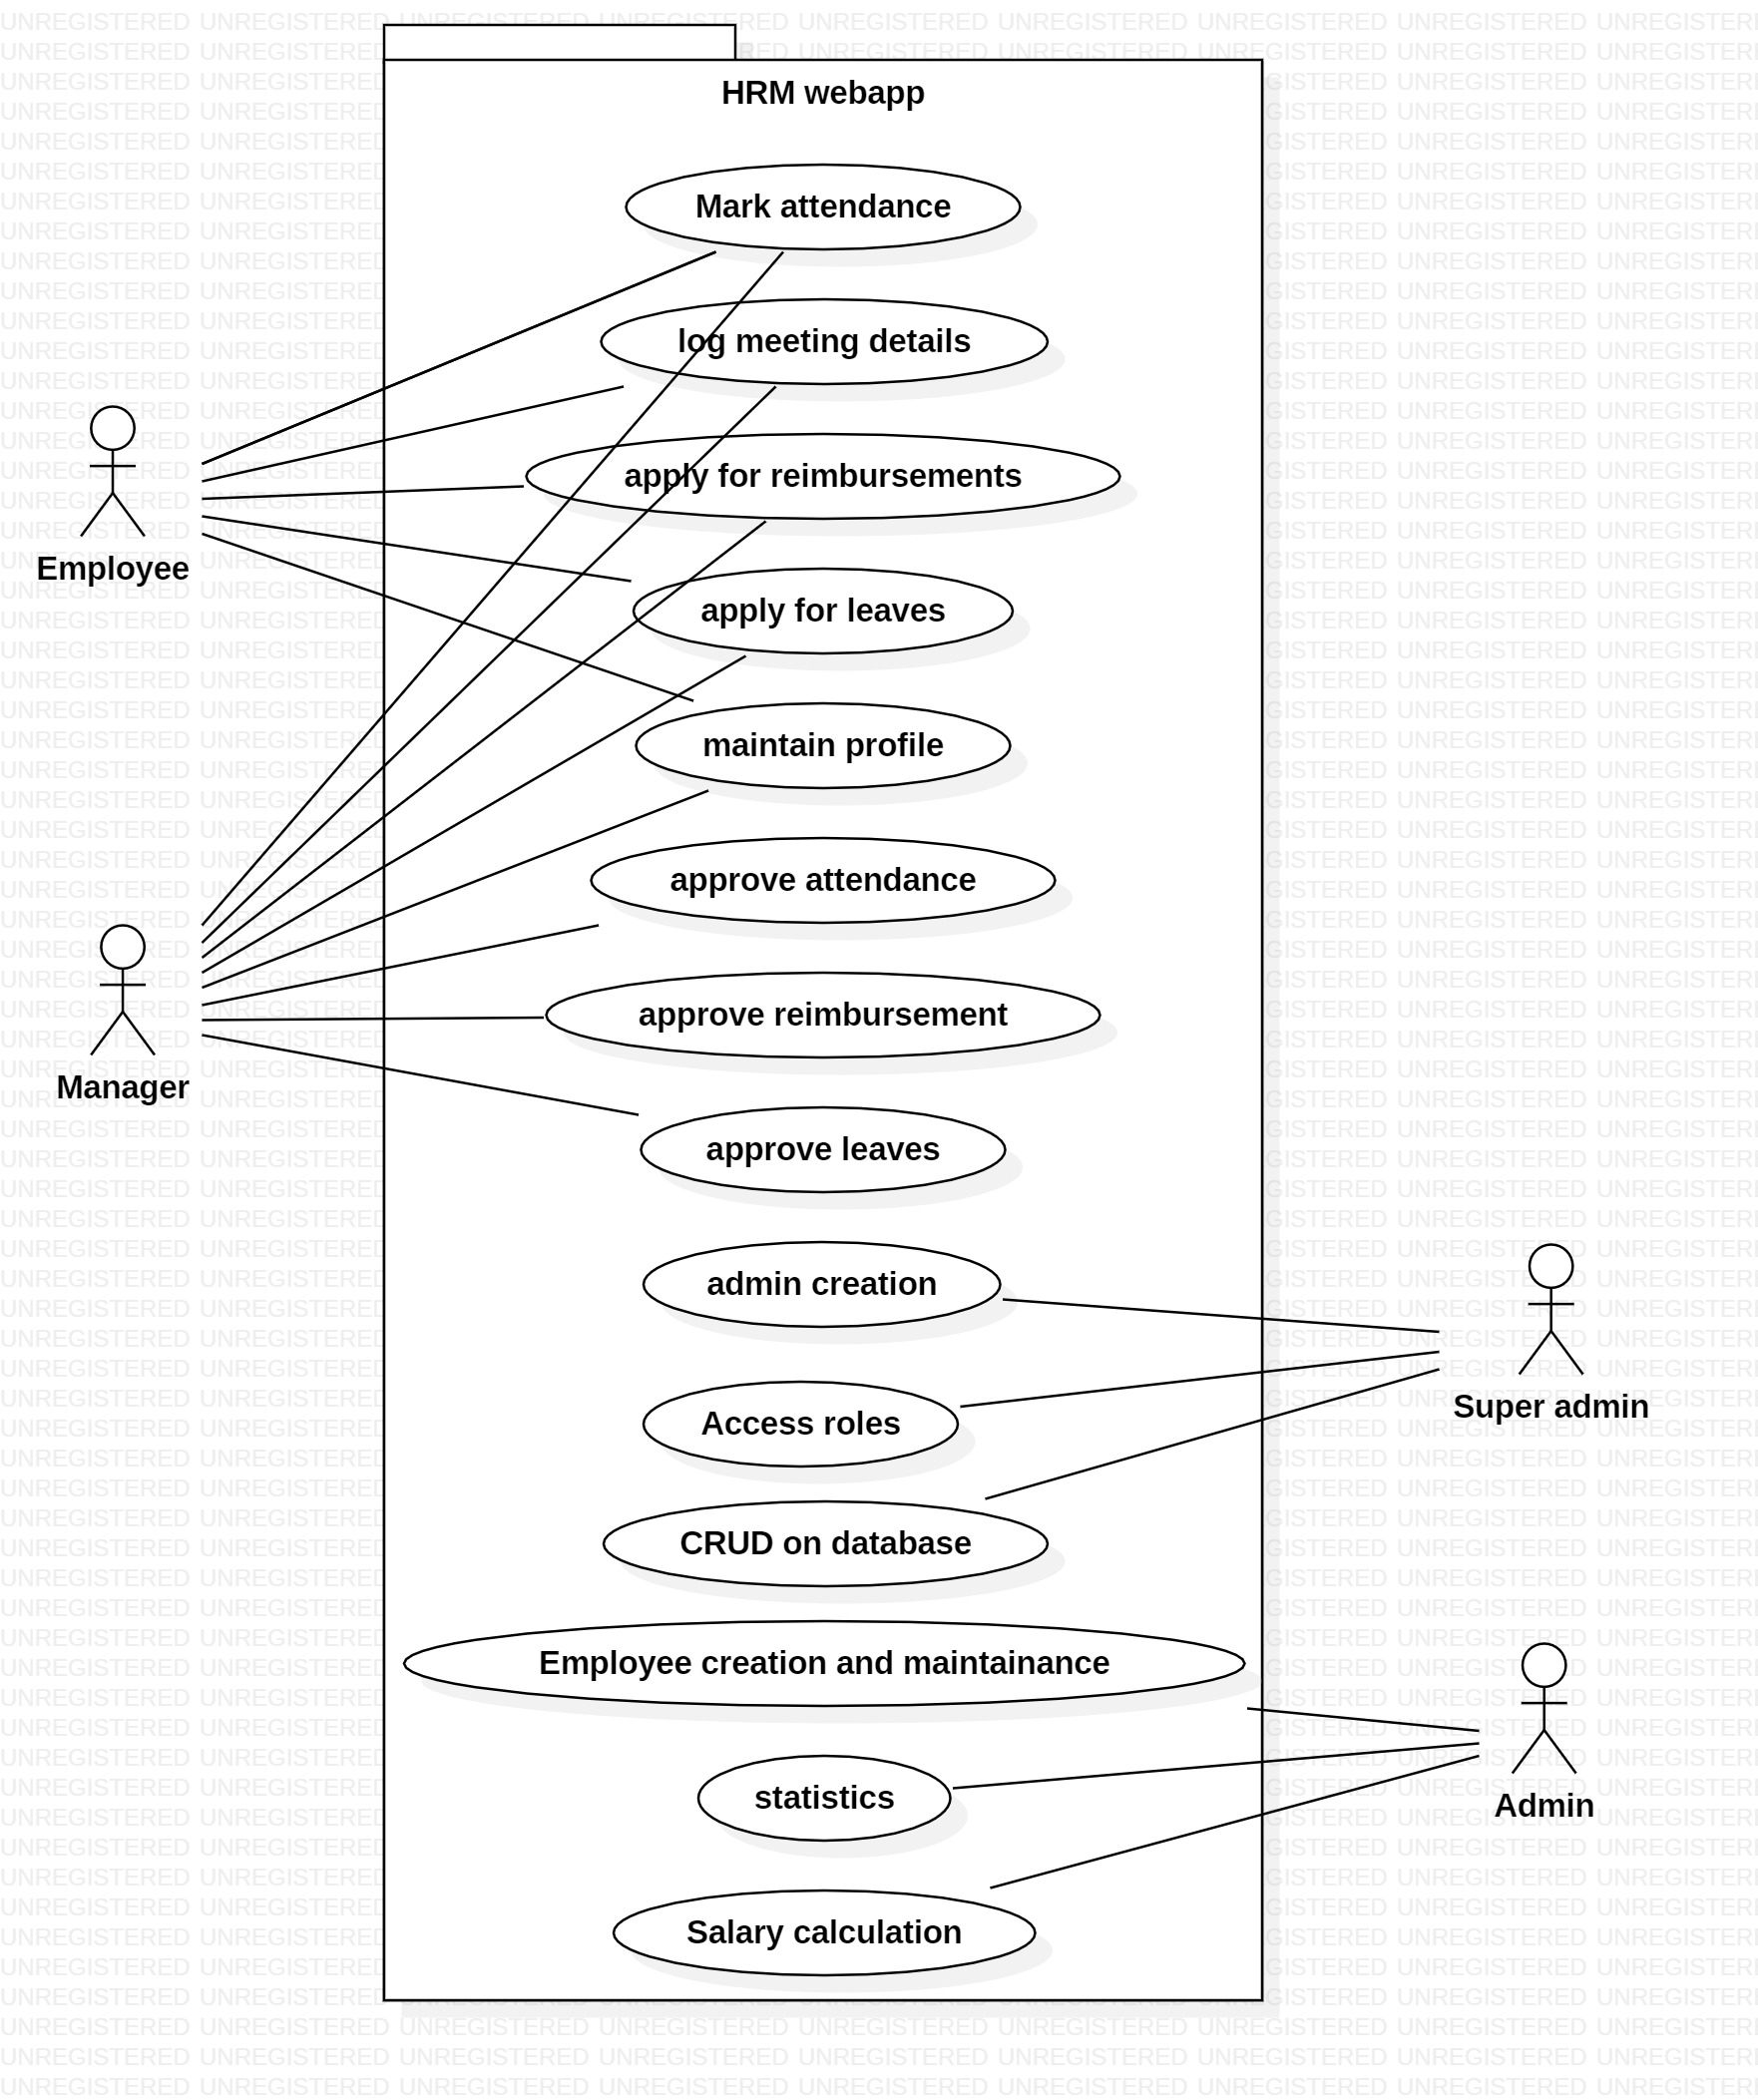 HRM webapp
Mark attendance
log meeting details
apply for reimbursements
Employee
apply for leaves
maintain profile
approve attendance
approve reimbursement
Manager
approve leaves
admin creation
Super admin
Access roles
CRUD on database
Employee creation and maintainance
statistics
Admin
Salary calculation
UNREGISTERED